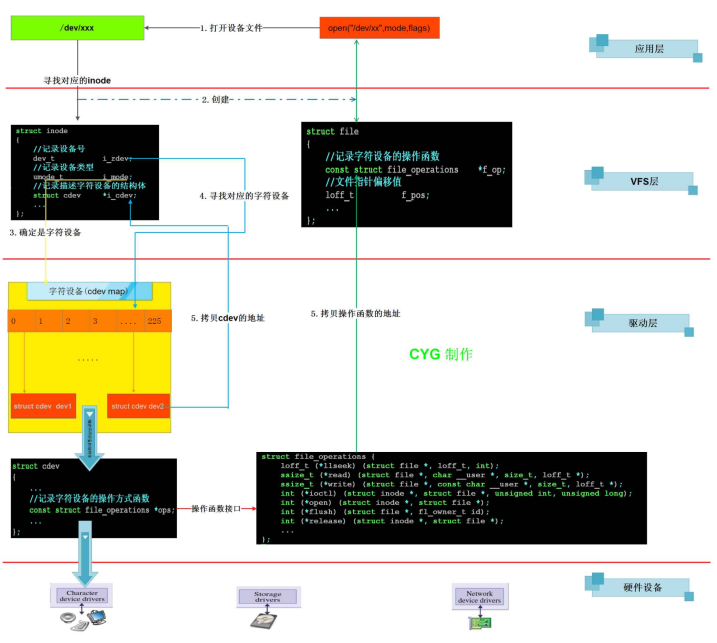 /dev/xxx
1. 打开设备文件
open("/dev/xx",mode,flags)
应用层
寻找对应的inode
2. 创建
struct inode
{
//记录设备号
dev_t i_rdev;
//记录设备类型
umode_t i_mode;
//记录描述字符设备的结构体
struct cdev *i_cdev;
...
};
struct file
{
//记录字符设备的操作函数
const struct file_operations *f_op;
//文件指针偏移值
loff_t f_pos;
...
};
VFS层
4. 寻找对应的字符设备
3. 确定是字符设备
字符设备(cdev map)
0 1 2 3 .... 225
.....
struct cdev dev1
struct cdev dev2
5. 拷贝cdev的地址
5. 拷贝操作函数的地址
驱动层
CYG 制作
struct cdev
{
...
//记录字符设备的操作方式函数
const struct file_operations *ops;
...
};
操作函数接口
struct file_operations {
loff_t (*llseek) (struct file *, loff_t, int);
ssize_t (*read) (struct file *, char __user *, size_t, loff_t *);
ssize_t (*write) (struct file *, const char __user *, size_t, loff_t *);
int (*ioctl) (struct inode *, struct file *, unsigned int, unsigned long);
int (*open) (struct inode *, struct file *);
int (*flush) (struct file *, fl_owner_t id);
int (*release) (struct inode *, struct file *);
...
};
Character
device drivers
Storage
drivers
Network
device drivers
硬件设备